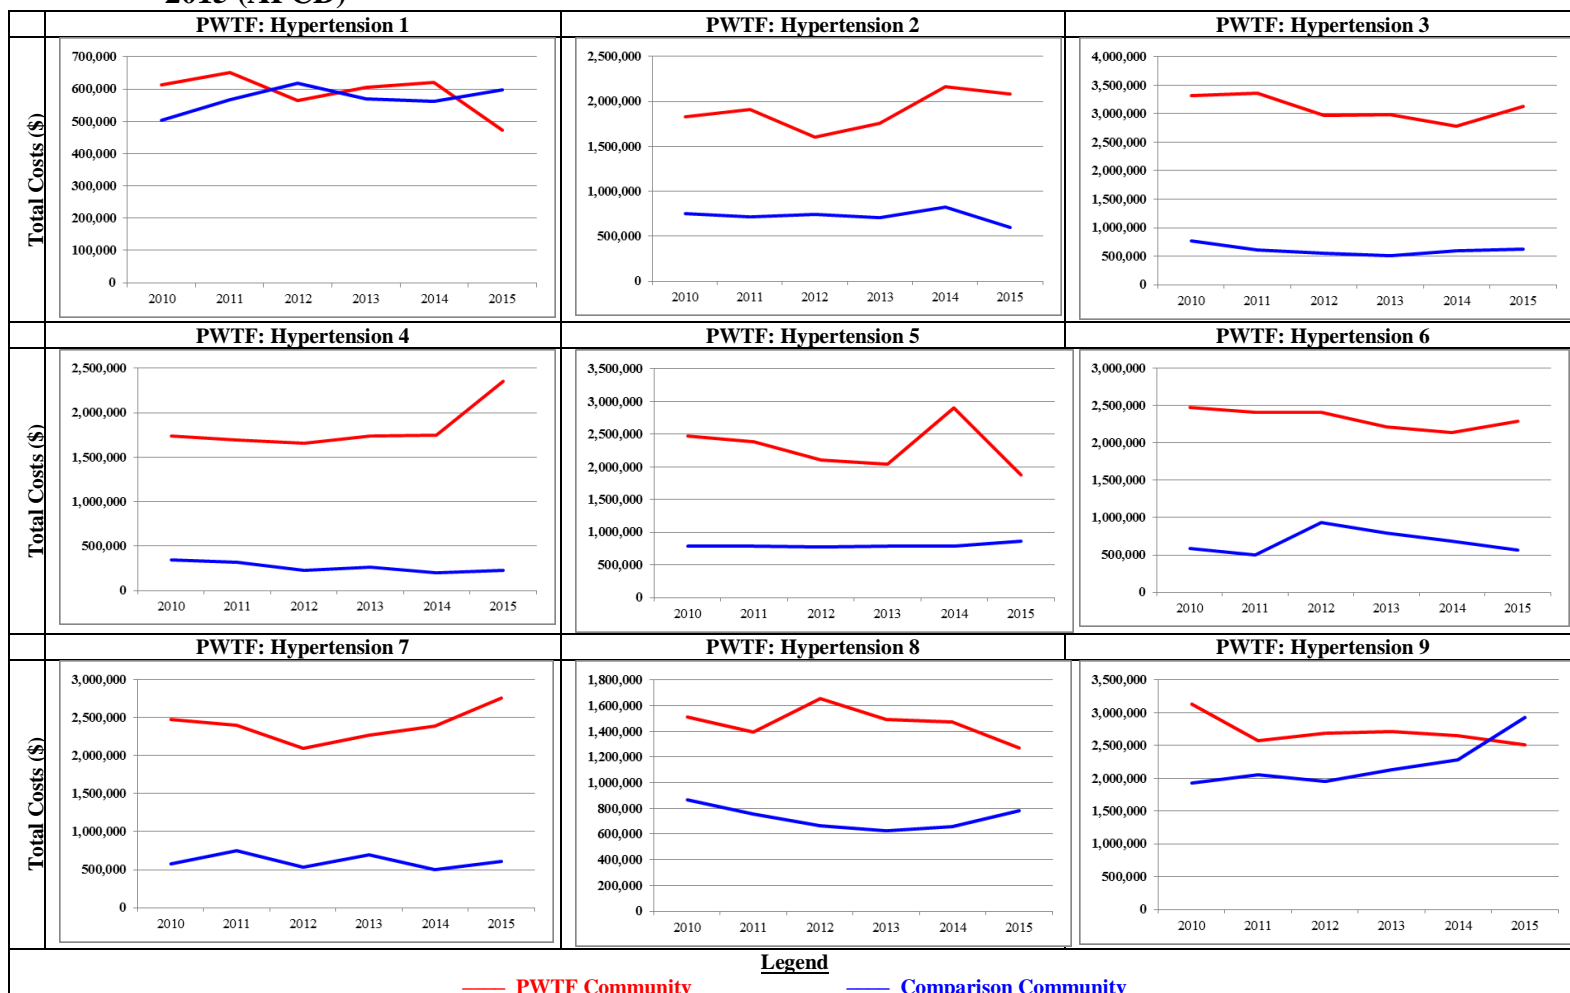 2015 (APCD)
PWTF: Hypertension 1
PWTF: Hypertension 2
PWTF: Hypertension 3
Total Costs ($)
700,000
600,000
500,000
400,000
300,000
200,000
100,000
0
2010 2011 2012 2013 2014 2015
2,500,000
2,000,000
1,500,000
1,000,000
500,000
0
2010 2011 2012 2013 2014 2015
4,000,000
3,500,000
3,000,000
2,500,000
2,000,000
1,500,000
1,000,000
500,000
0
2010 2011 2012 2013 2014 2015
PWTF: Hypertension 4
PWTF: Hypertension 5
PWTF: Hypertension 6
Total Costs ($)
2,500,000
2,000,000
1,500,000
1,000,000
500,000
0
2010 2011 2012 2013 2014 2015
3,500,000
3,000,000
2,500,000
2,000,000
1,500,000
1,000,000
500,000
0
2010 2011 2012 2013 2014 2015
3,000,000
2,500,000
2,000,000
1,500,000
1,000,000
500,000
0
2010 2011 2012 2013 2014 2015
PWTF: Hypertension 7
PWTF: Hypertension 8
PWTF: Hypertension 9
Total Costs ($)
3,000,000
2,500,000
2,000,000
1,500,000
1,000,000
500,000
0
2010 2011 2012 2013 2014 2015
1,800,000
1,600,000
1,400,000
1,200,000
1,000,000
800,000
600,000
400,000
200,000
0
2010 2011 2012 2013 2014 2015
3,500,000
3,000,000
2,500,000
2,000,000
1,500,000
1,000,000
500,000
0
2010 2011 2012 2013 2014 2015
Legend
PWTF Community
Comparison Community